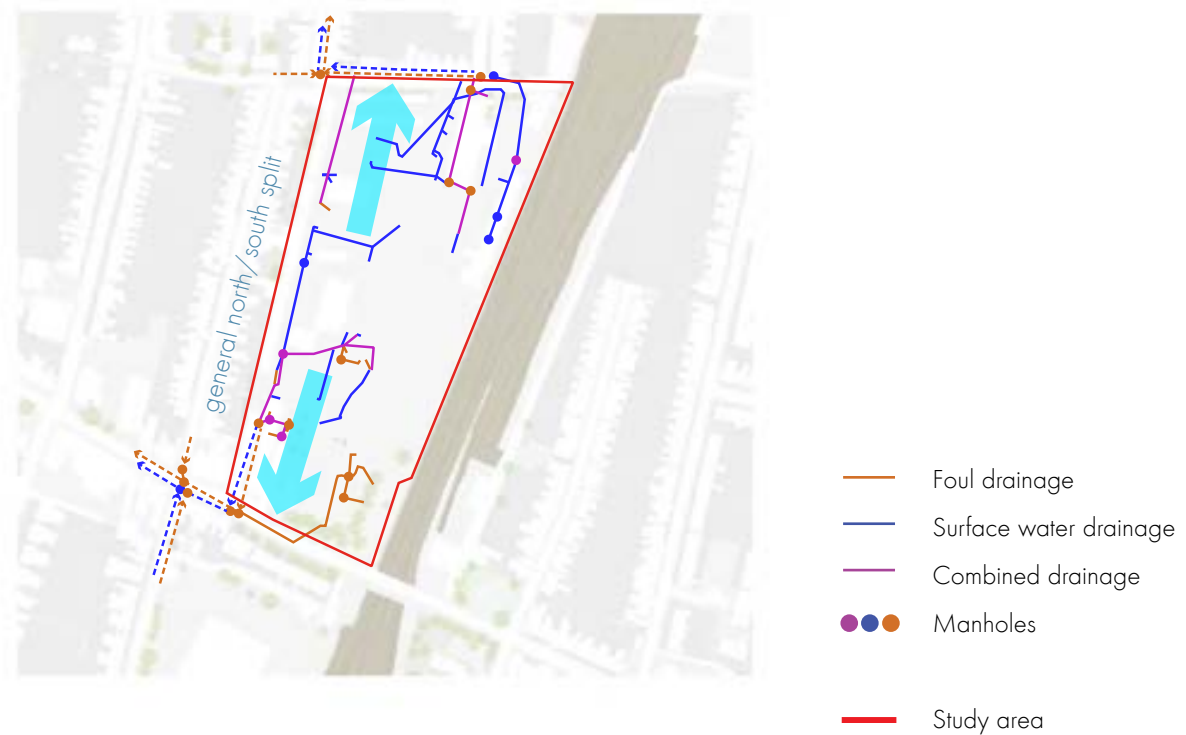 general north/south split
Foul drainage
Surface water drainage
Combined drainage
Manholes
Study area